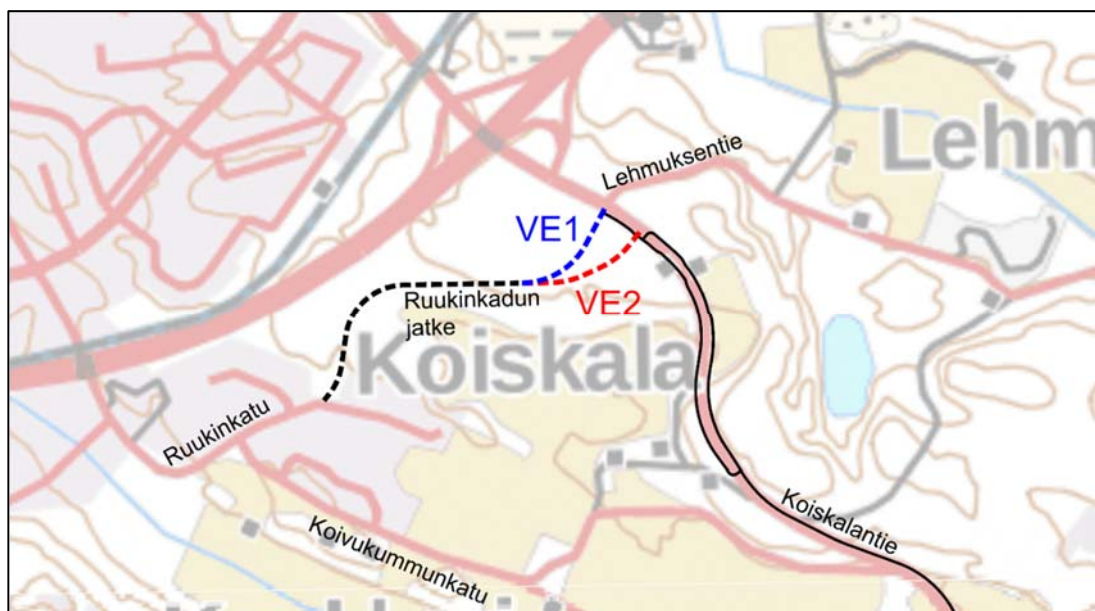 Lehm
Lehmuksentie
VE1
VE2
Ruukinkadun
jatke
Koiskala
Ruukinkatu
Koivukummunkatu
Koiskalantie